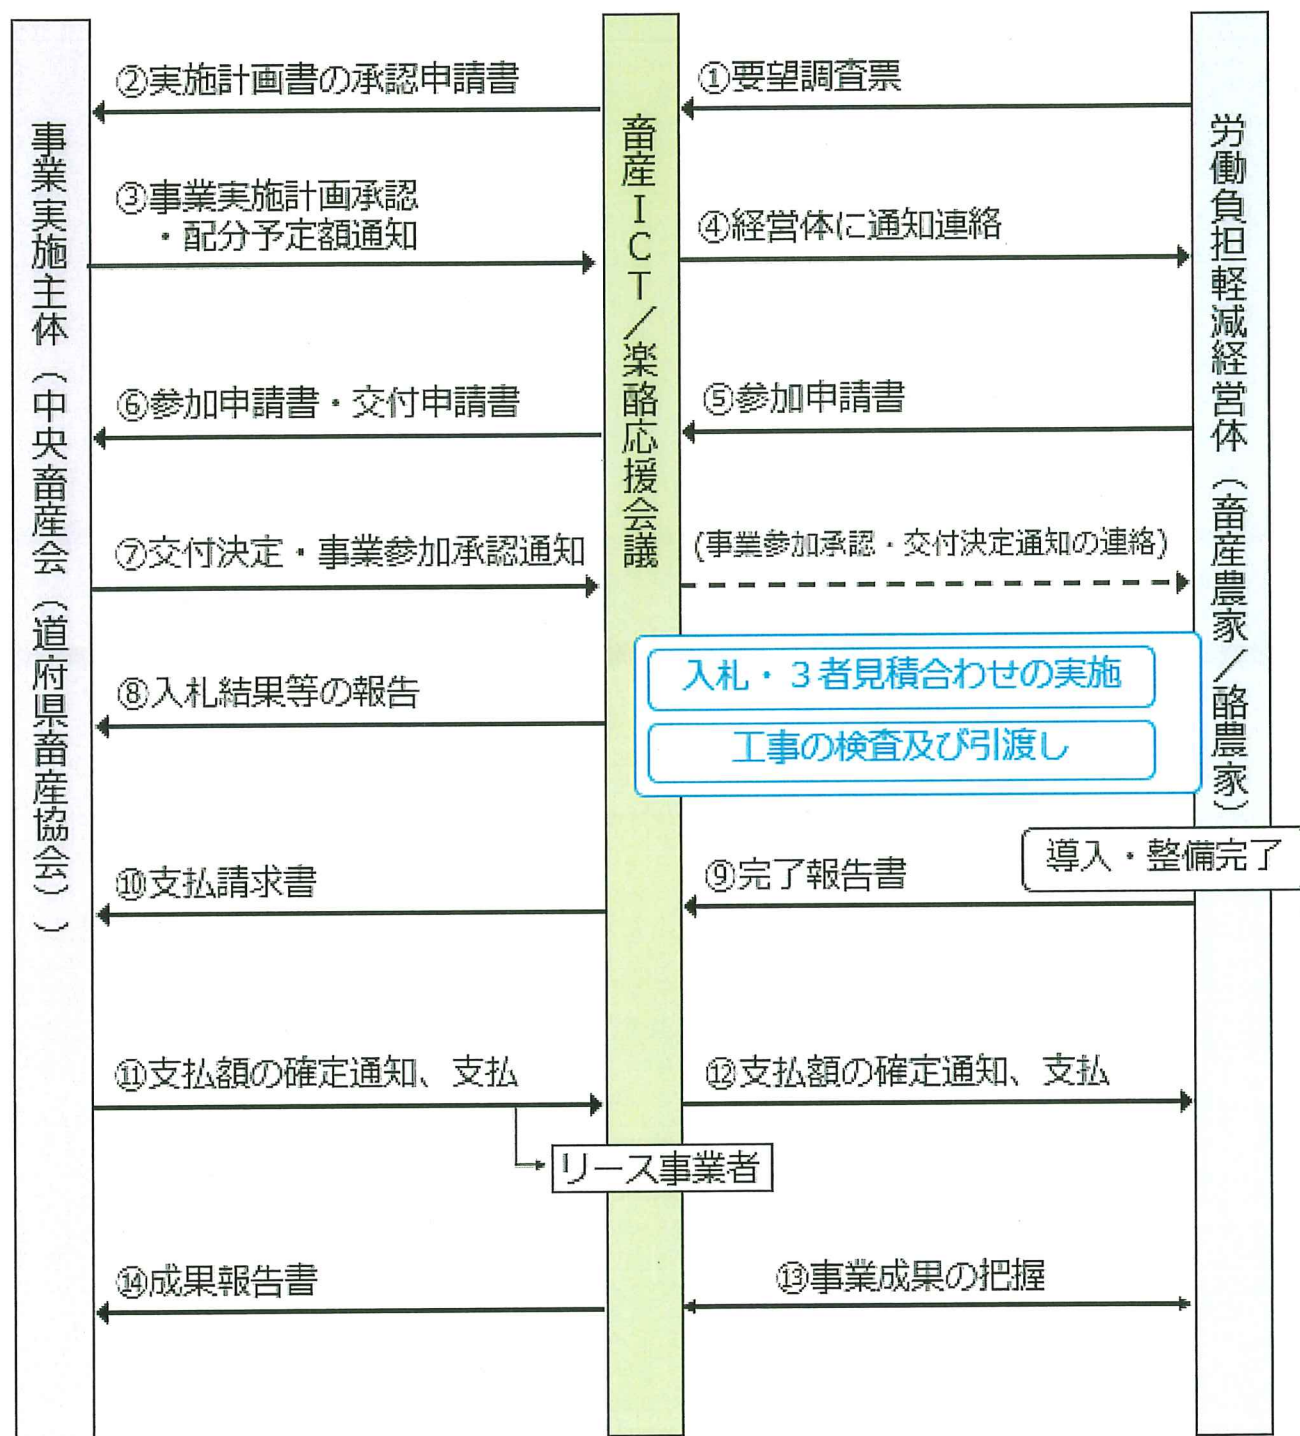 事業実施主体（中央畜産会（道府県畜産協会））
畜産ＩＣＴ／楽酪応援会議
労働負担軽減経営体（畜産農家／酪農家）
②実施計画書の承認申請書
①要望調査票
③事業実施計画承認
・配分予定額通知
④経営体に通知連絡
⑥参加申請書・交付申請書
⑤参加申請書
⑦交付決定・事業参加承認通知
(事業参加承認・交付決定通知の連絡)
⑧入札結果等の報告
入札・３者見積合わせの実施
工事の検査及び引渡し
導入・整備完了
⑩支払請求書
⑨完了報告書
⑪支払額の確定通知、支払
⑫支払額の確定通知、支払
リース事業者
⑭成果報告書
⑬事業成果の把握